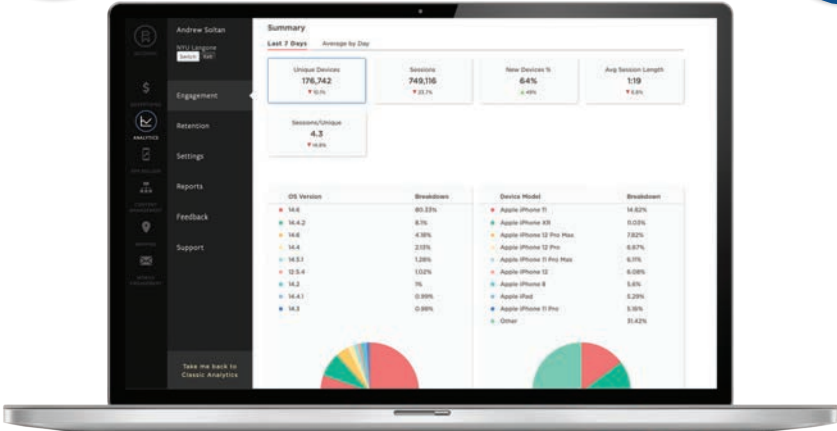 Andrew Soltan
NYU Langone
Switch Edit
ACCOUNT
$
ANALYTICS
Engagement
Retention
Settings
Reports
Feedback
Support
Take me back to
Classic Analytics
Summary
Last 7 Days Average by Day
Unique Devices
176,742
Sessions
749,116
New Devices %
64%
Avg Session Length
1:19
Sessions/Unique
4.3
OS Version Breakdown
14.6 80.33%
14.4.2 8.1%
14.8 4.18%
14.4 2.13%
14.5.1 1.28%
12.5.4 1.02%
14.2 1%
14.4.1 0.99%
14.3 0.98%
Device Model Breakdown
Apple iPhone 11 14.82%
Apple iPhone XR 11.03%
Apple iPhone 12 Pro Max 7.92%
Apple iPhone 12 Pro 6.87%
Apple iPhone 11 Pro Max 6.11%
Apple iPhone 12 6.08%
Apple iPhone 8 5.6%
Apple iPad 5.29%
Apple iPhone 11 Pro 5.16%
Other 31.42%